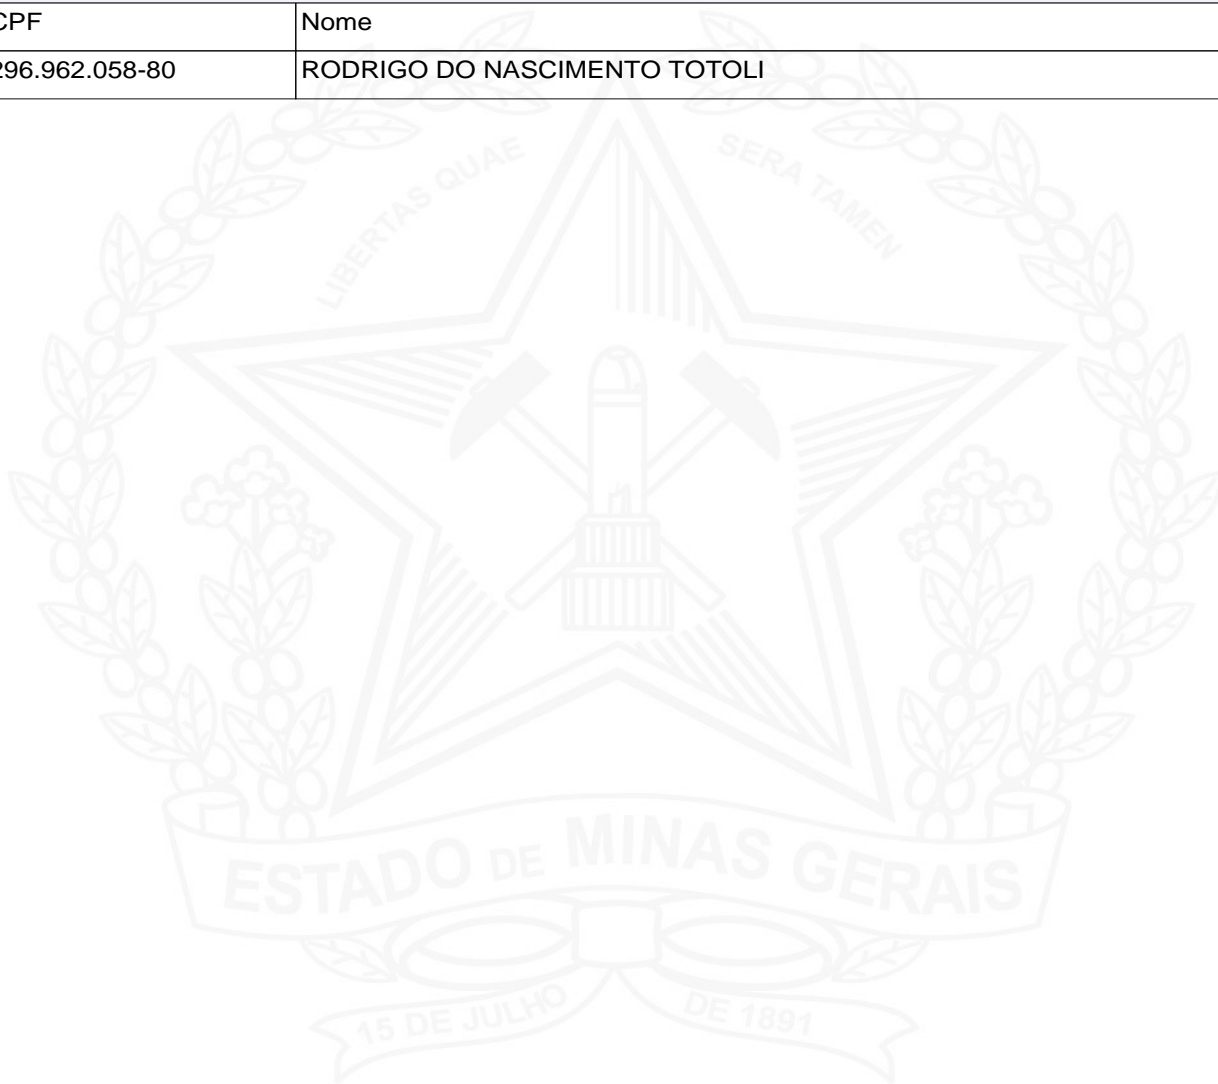 CPF Nome
296.962.058-80 RODRIGO DO NASCIMENTO TOTOLI
LIBERTAS QUAE SERA TAMEN
ESTADO DE MINAS GERAIS
15 DE JULHO DE 1891